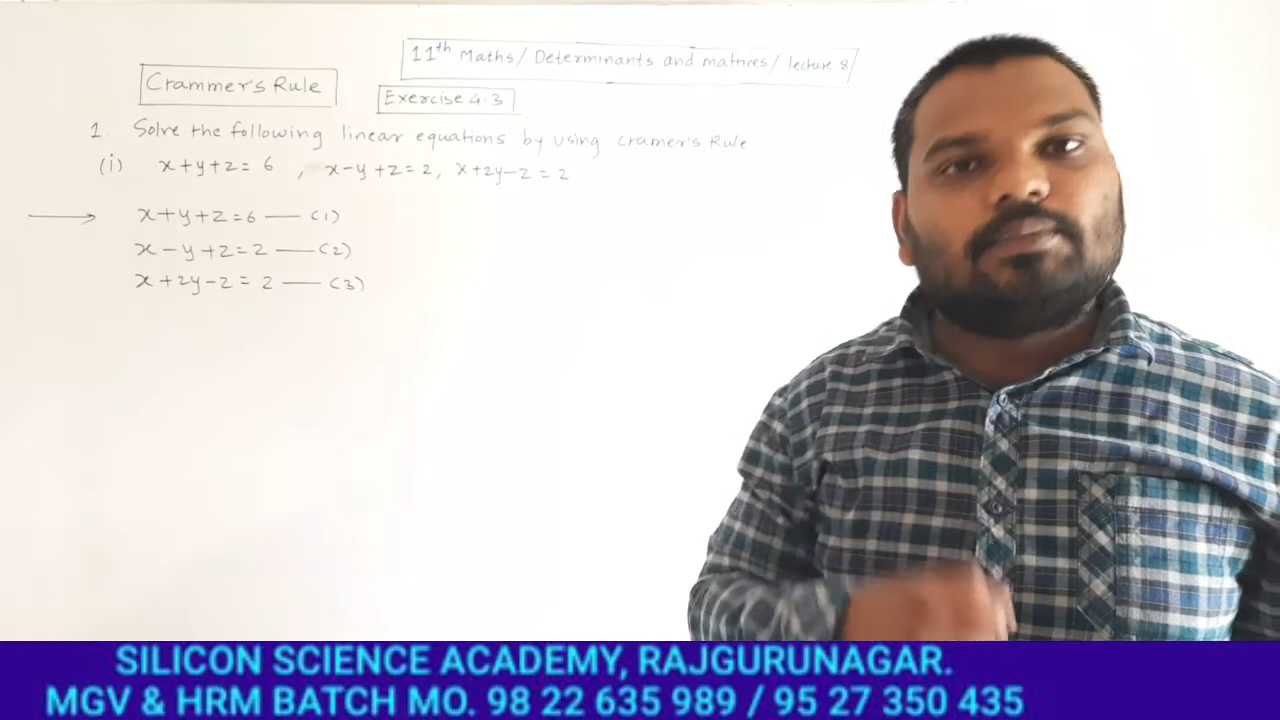 11th Maths/ Determinants and matrices/ lecture 8/
Crammer's Rule
Exercise 4.3
1. Solve the following linear equations by using cramer's Rule
(i) x+y+z= 6 , x-y+z= 2, x+2y-z = 2
x+y+z=6 — (1)
x-y+z=2 — (2)
x+2y-z= 2 — (3)
SILICON SCIENCE ACADEMY, RAJGURUNAGAR.
MGV & HRM BATCH MO. 98 22 635 989 / 95 27 350 435